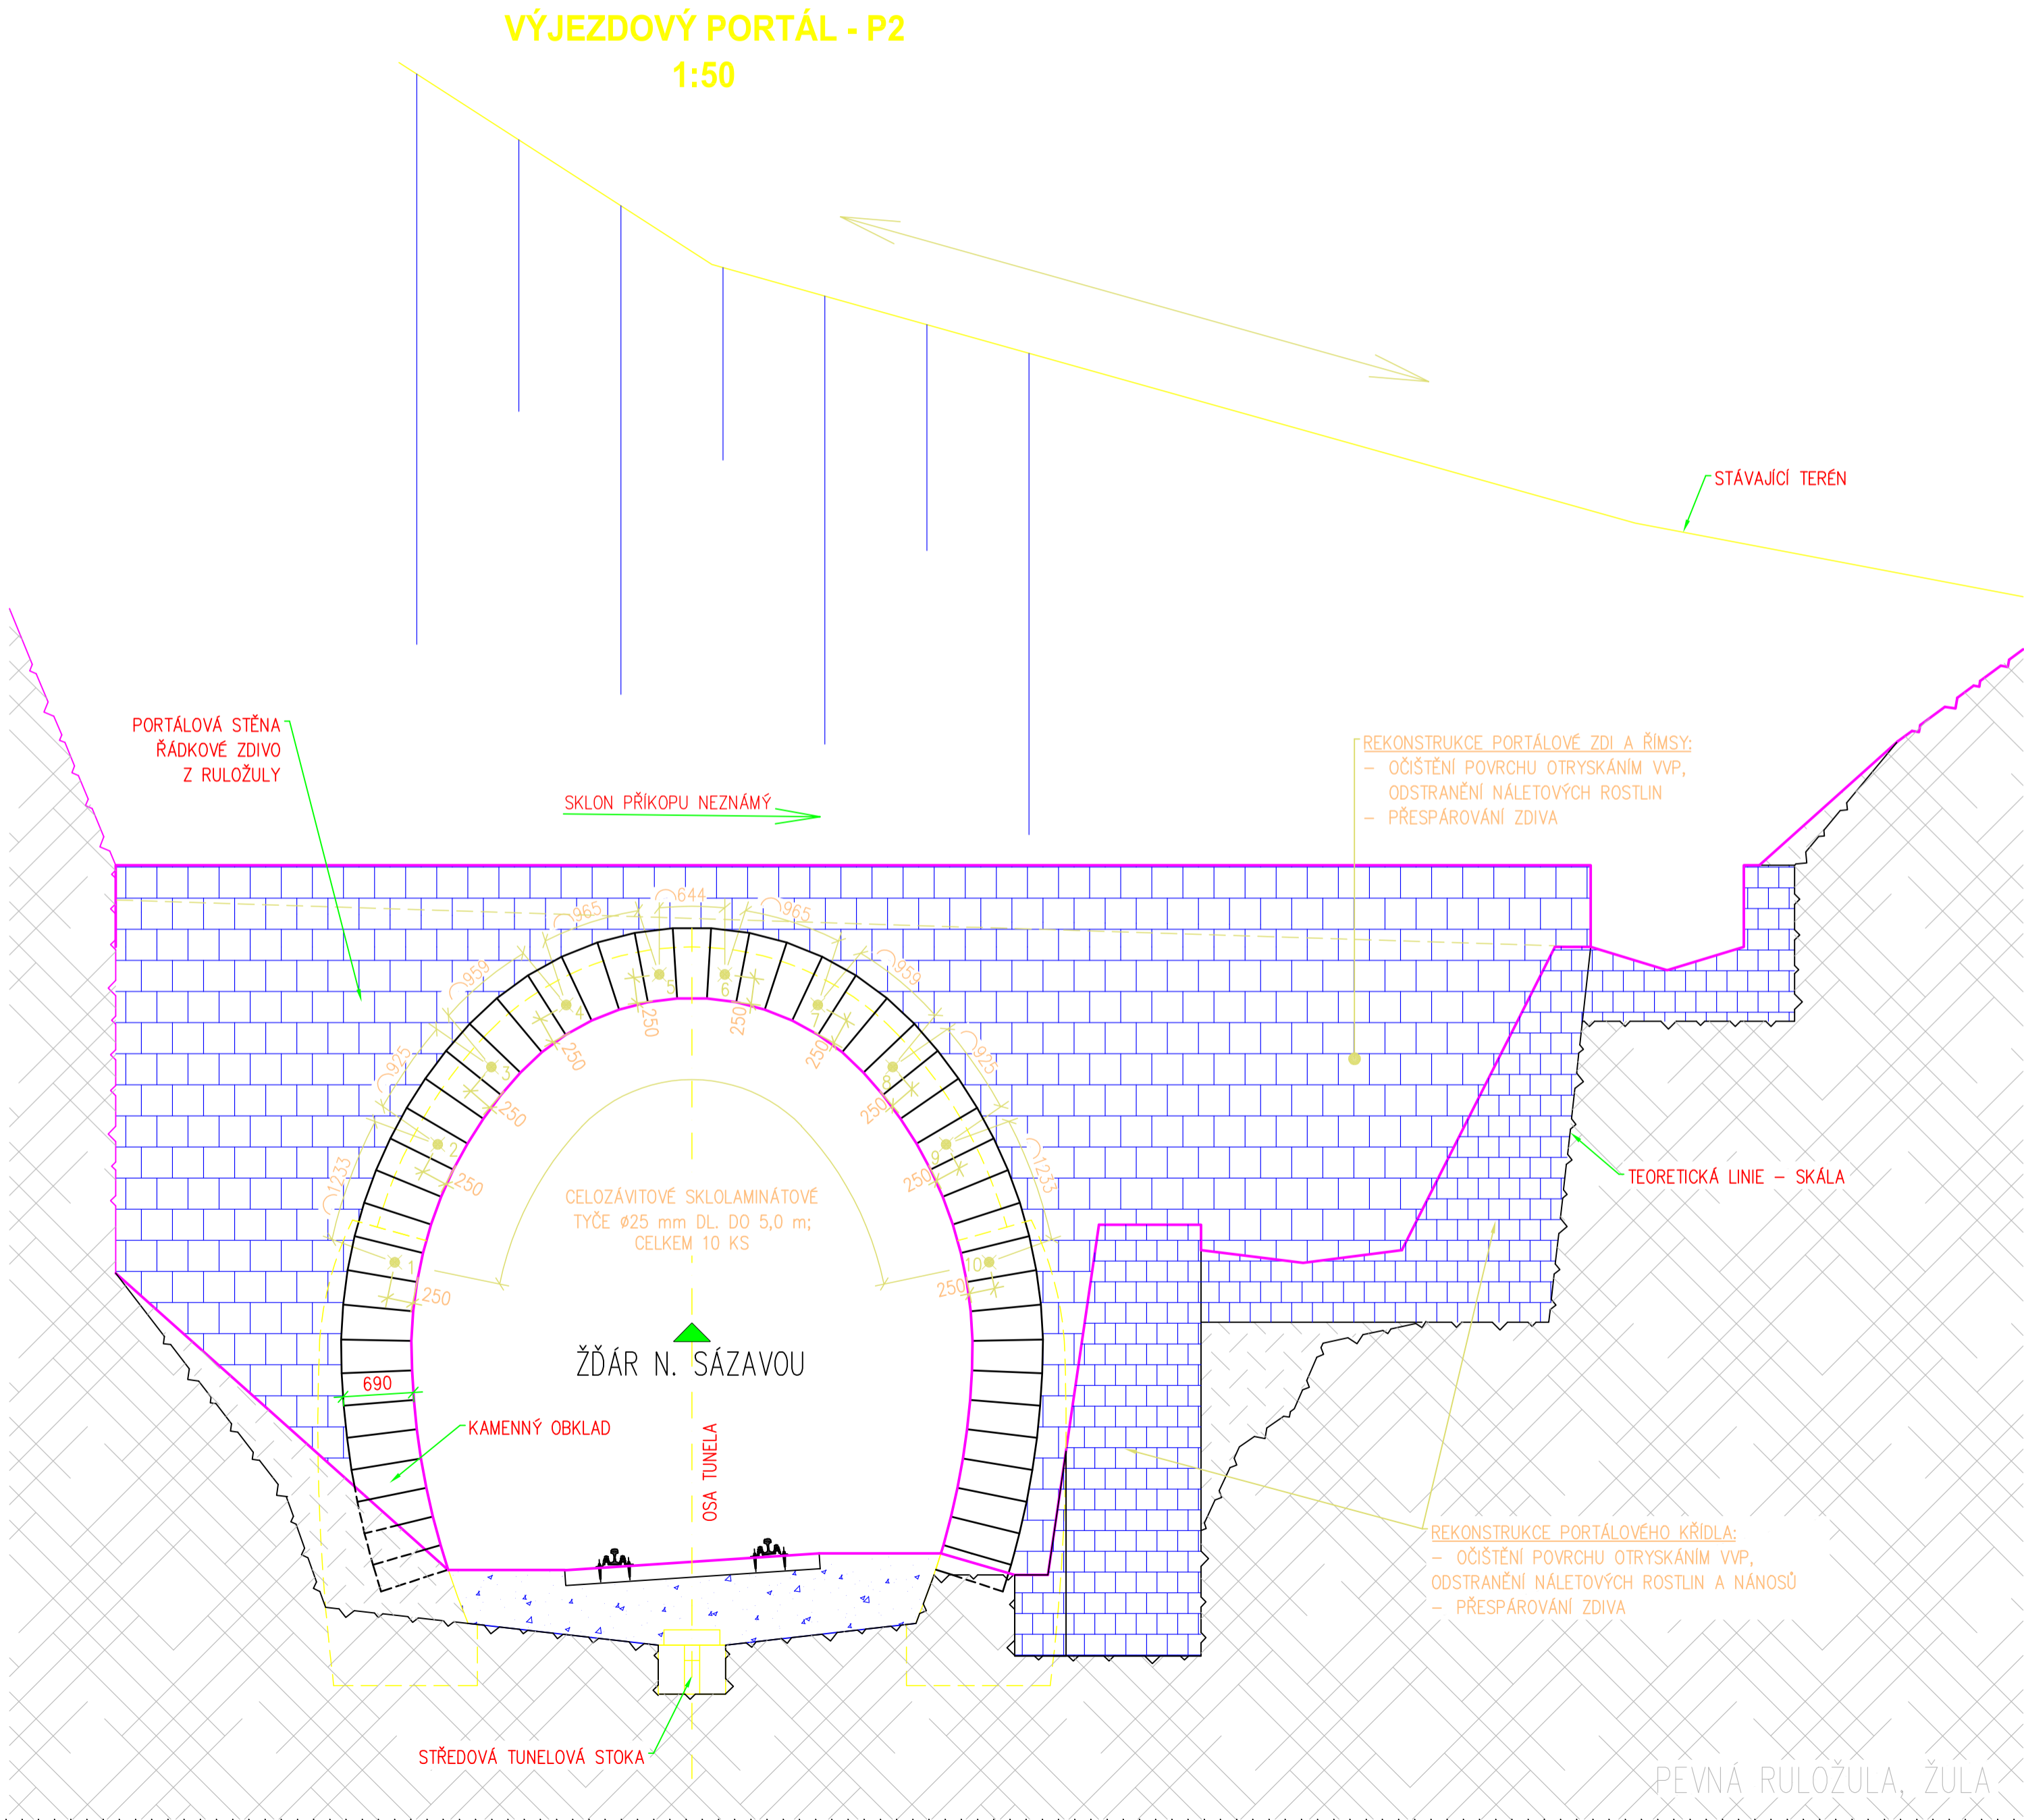 VÝJEZDOVÝ PORTÁL - P2
1:50
STÁVAJÍCÍ TERÉN
PORTÁLOVÁ STĚNA
ŘÁDKOVÉ ZDIVO
Z RULOŽULY
SKLON PŘÍKOPU NEZNÁMÝ
REKONSTRUKCE PORTÁLOVÉ ZDI A ŘÍMSY:
– OČIŠTĚNÍ POVRCHU OTRYSKÁNÍM VVP,
ODSTRANĚNÍ NÁLETOVÝCH ROSTLIN
– PŘESPÁROVÁNÍ ZDIVA
1233
925
959
965
644
965
959
925
1233
1
2
3
4
5
6
7
8
9
10
250
250
250
250
250
250
250
250
250
250
CELOZÁVITOVÉ SKLOLAMINÁTOVÉ
TYČE ø25 mm DL. DO 5,0 m;
CELKEM 10 KS
TEORETICKÁ LINIE – SKÁLA
ŽĎÁR N. SÁZAVOU
690
KAMENNÝ OBKLAD
OSA TUNELA
REKONSTRUKCE PORTÁLOVÉHO KŘÍDLA:
– OČIŠTĚNÍ POVRCHU OTRYSKÁNÍM VVP,
ODSTRANĚNÍ NÁLETOVÝCH ROSTLIN A NÁNOSŮ
– PŘESPÁROVÁNÍ ZDIVA
STŘEDOVÁ TUNELOVÁ STOKA
PEVNÁ RULOŽULA, ŽULA